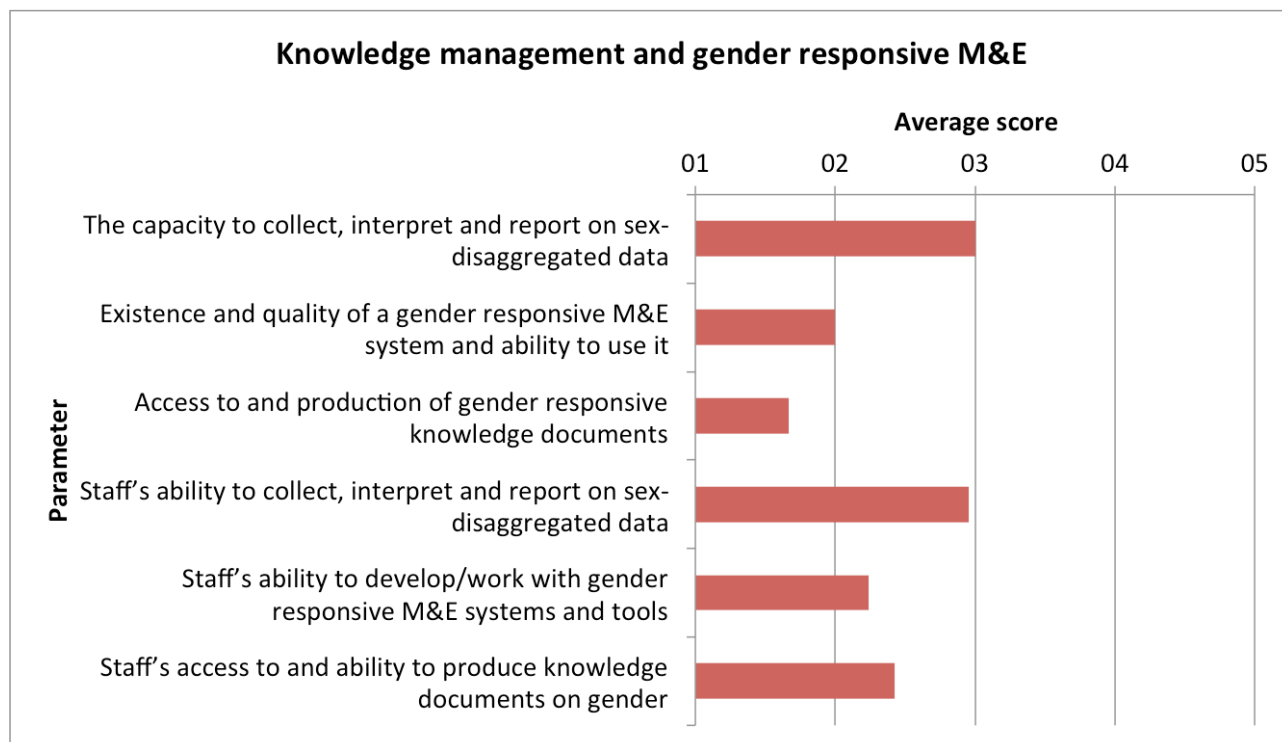 Knowledge management and gender responsive M&E
Average score
01 02 03 04 05
The capacity to collect, interpret and report on sex-
disaggregated data
Existence and quality of a gender responsive M&E
system and ability to use it
Access to and production of gender responsive
knowledge documents
Parameter
Staff’s ability to collect, interpret and report on sex-
disaggregated data
Staff’s ability to develop/work with gender
responsive M&E systems and tools
Staff’s access to and ability to produce knowledge
documents on gender